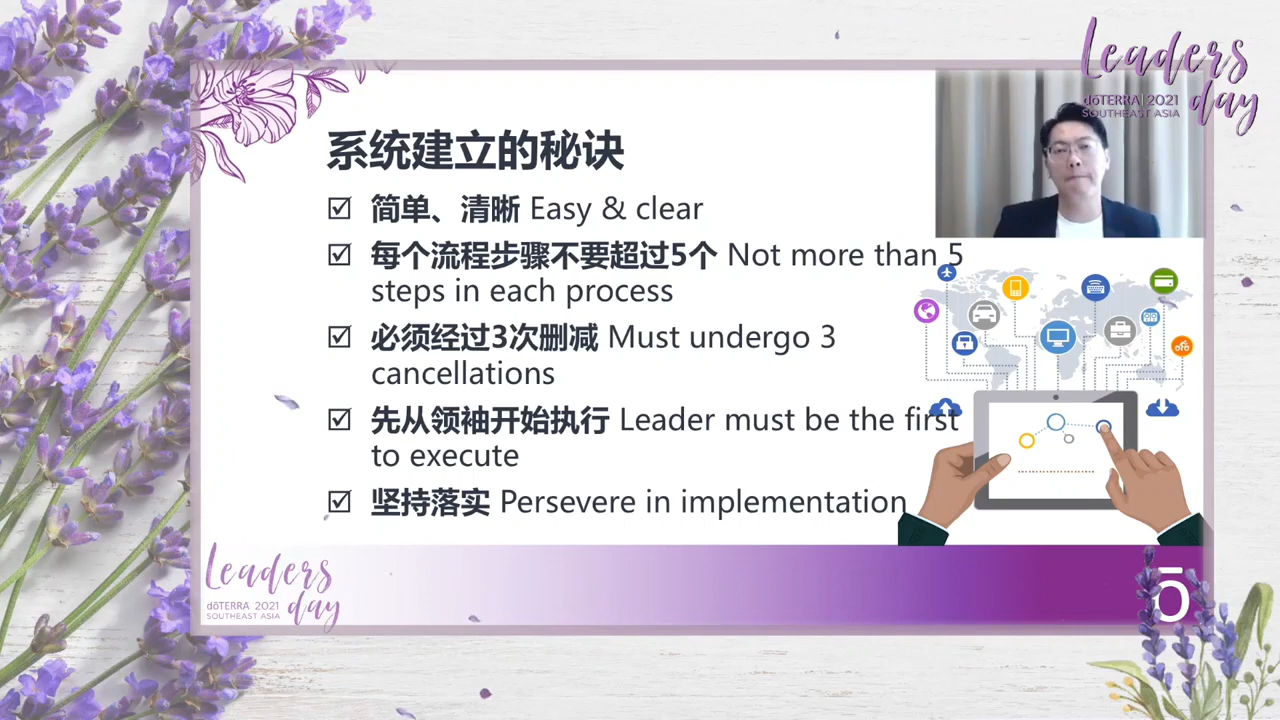 Leaders
day
dōTERRA | 2021
SOUTHEAST ASIA
系统建立的秘诀
简单、清晰 Easy & clear
每个流程步骤不要超过5个 Not more than 5
steps in each process
必须经过3次删减 Must undergo 3
cancellations
先从领袖开始执行 Leader must be the first
to execute
坚持落实 Persevere in implementation
Leaders
day
dōTERRA 2021
SOUTHEAST ASIA
ō